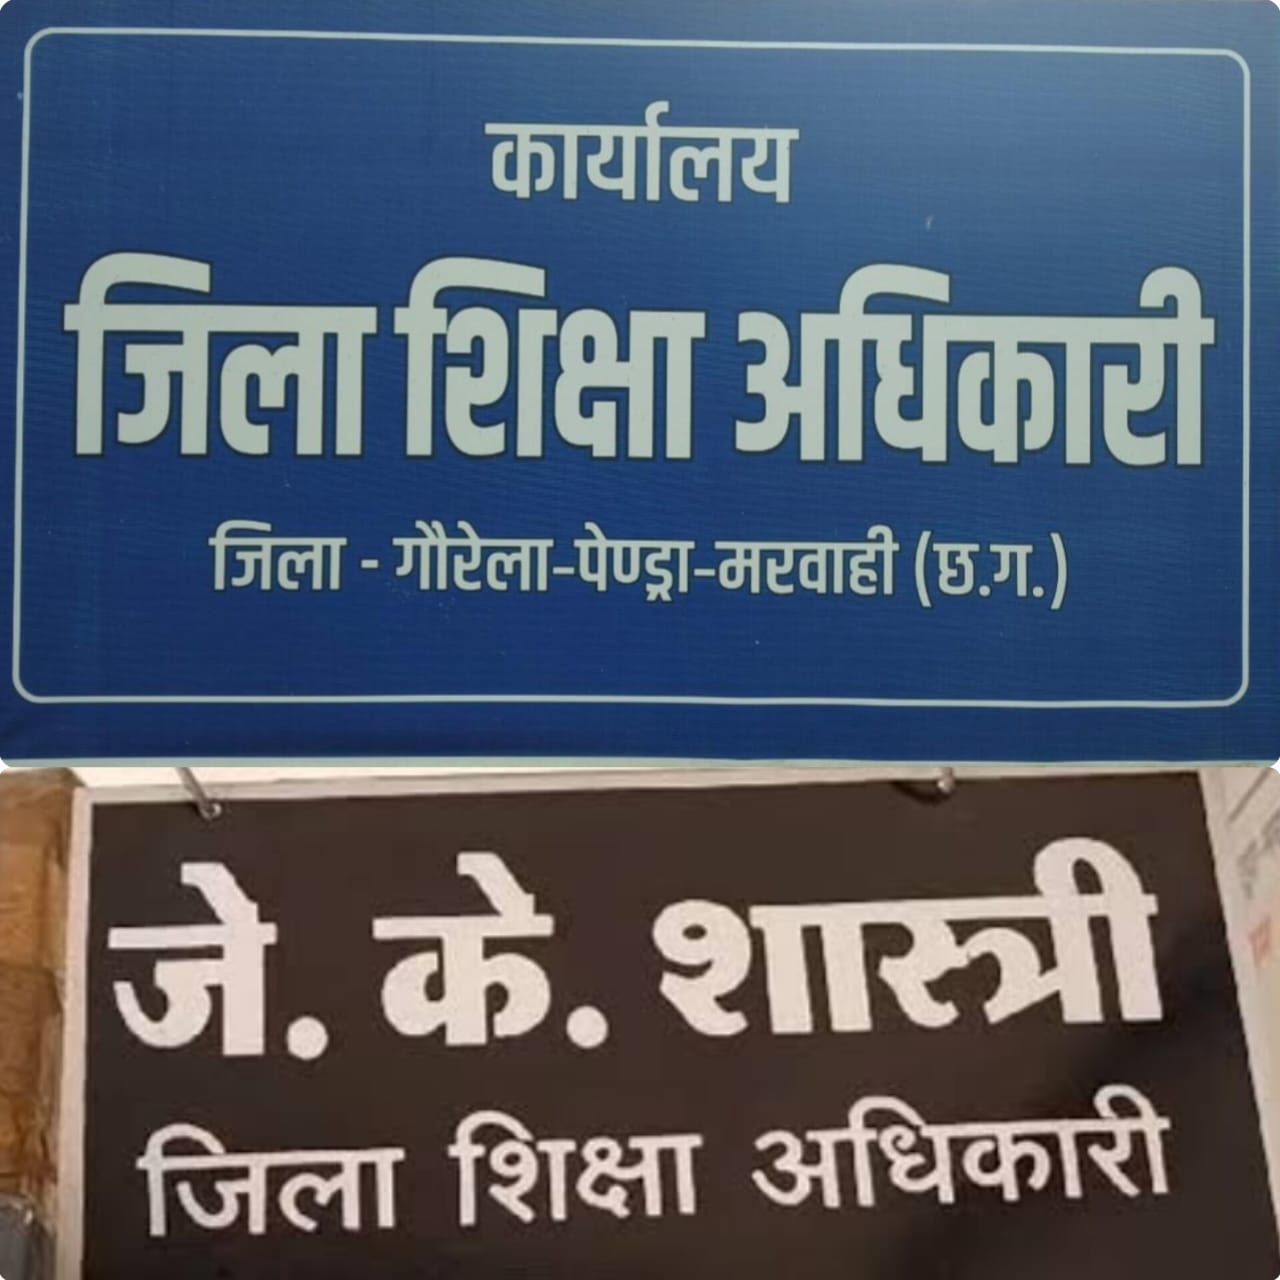 कार्यालय
जिला शिक्षा अधिकारी
जिला - गौरेला-पेण्ड्रा-मरवाही (छ.ग.)
जे. के. शास्त्री
जिला शिक्षा अधिकारी